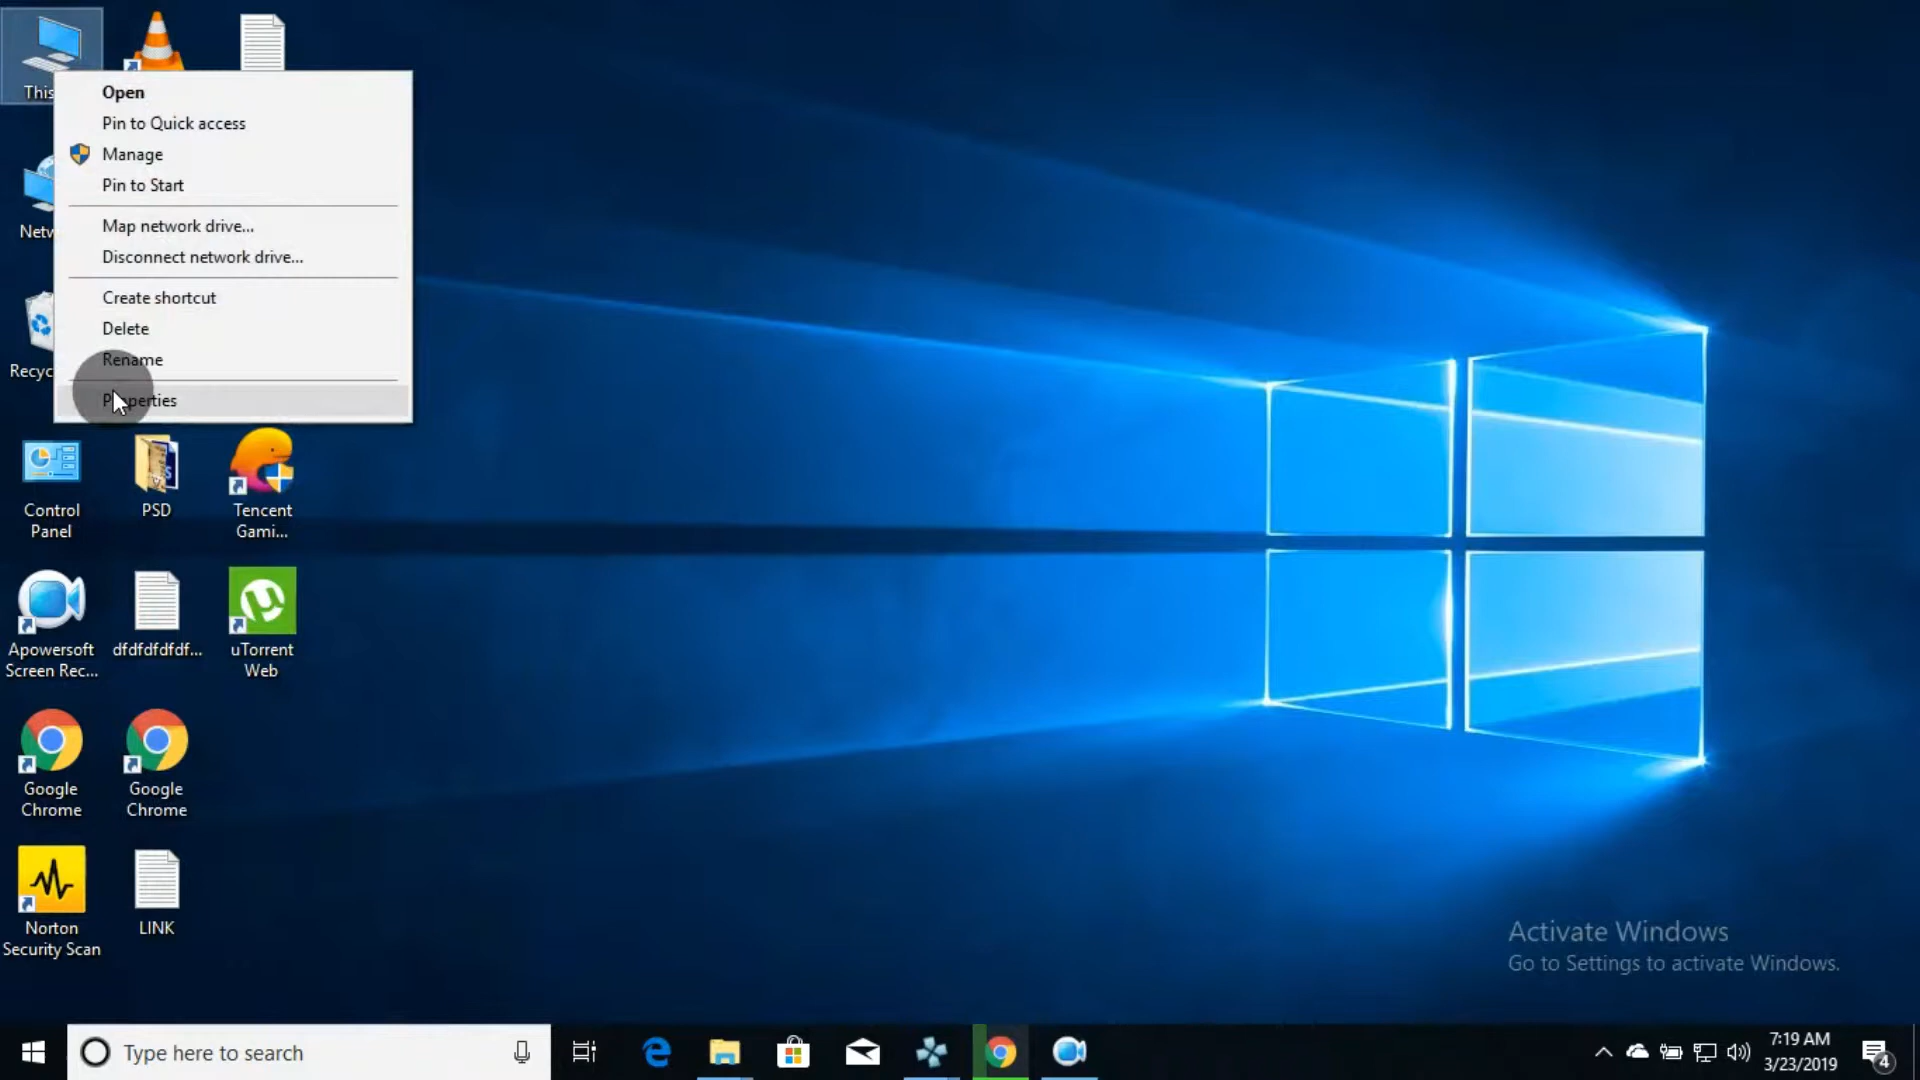 This
Open
Pin to Quick access
Manage
Pin to Start
Map network drive...
Disconnect network drive...
Create shortcut
Delete
Rename
Properties
Netw
Recyc
Control
Panel
PSD
Tencent
Gami...
Apowersoft
Screen Rec...
dfdfdfdfdf...
uTorrent
Web
Google
Chrome
Google
Chrome
Norton
Security Scan
LINK
Activate Windows
Go to Settings to activate Windows.
Type here to search
7:19 AM
3/23/2019
4